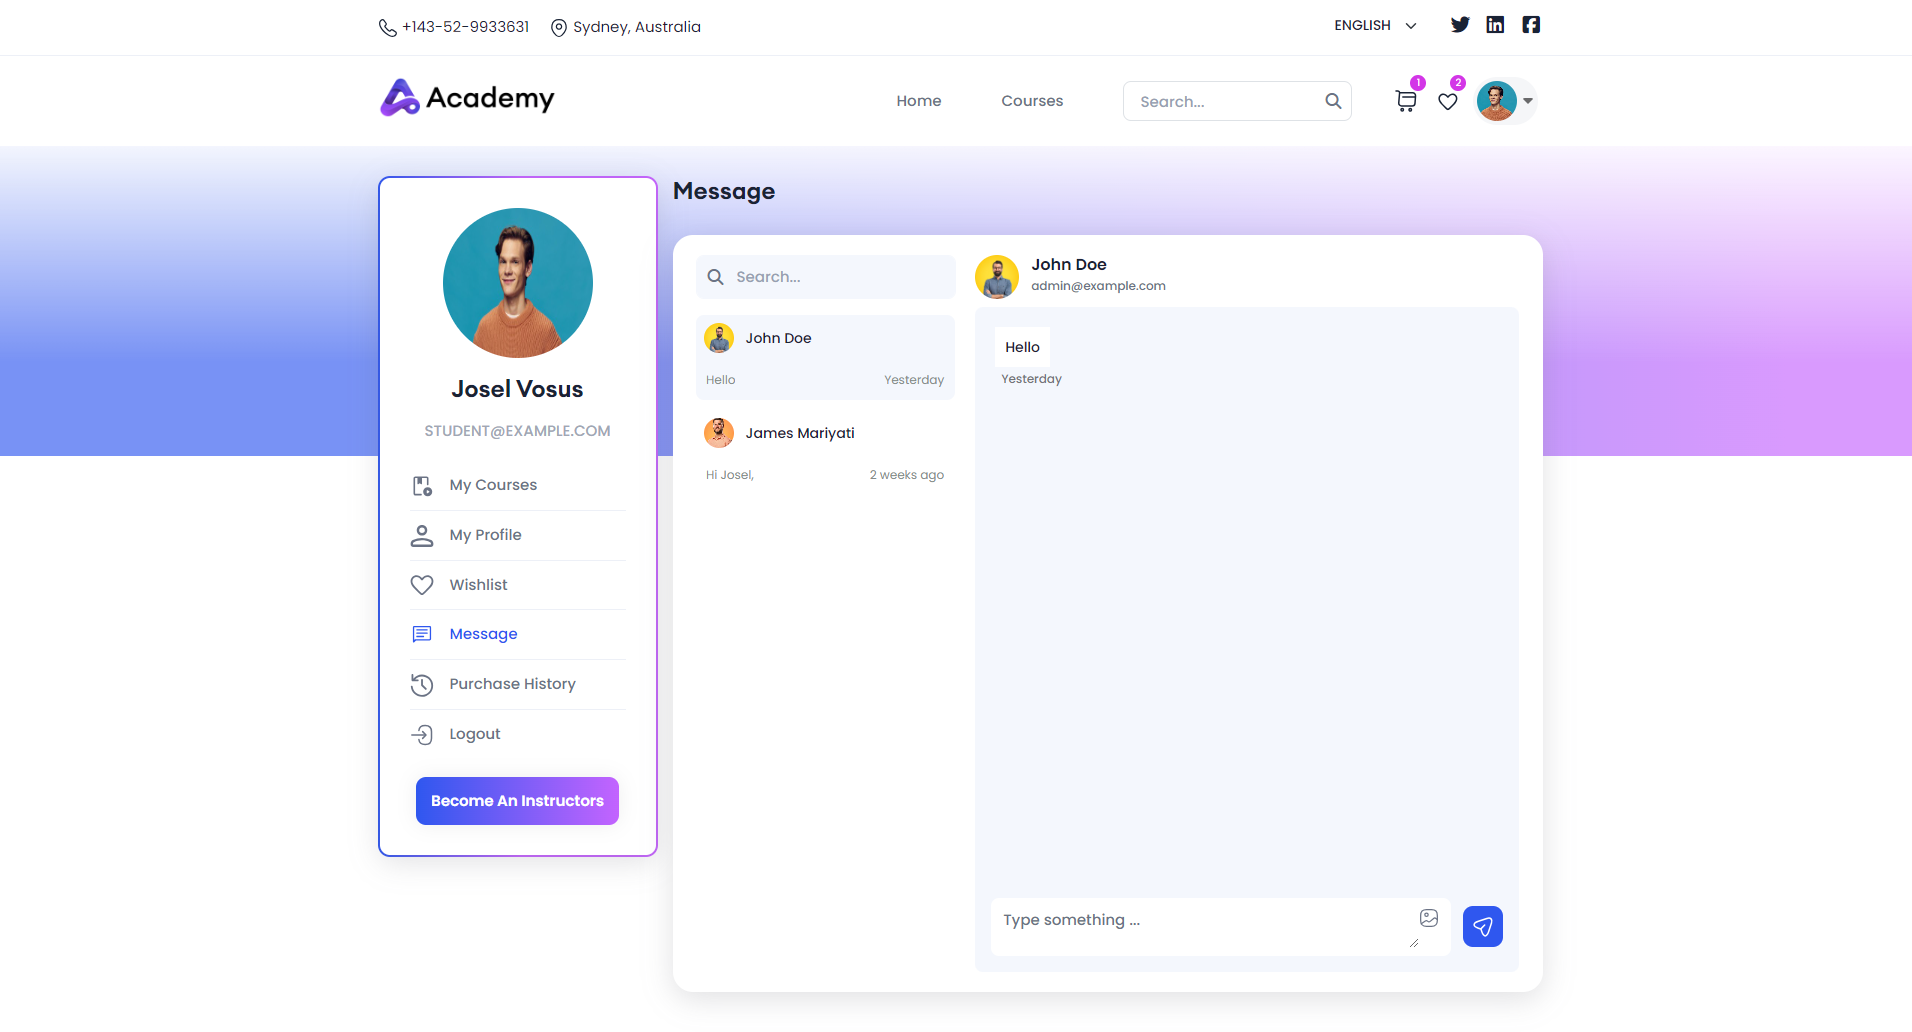 +143-52-9933631
Sydney, Australia
ENGLISH
Academy
Home
Courses
Search...
1
2
Josel Vosus
STUDENT@EXAMPLE.COM
My Courses
My Profile
Wishlist
Message
Purchase History
Logout
Become An Instructors
Message
Search...
John Doe
Hello
Yesterday
James Mariyati
Hi Josel,
2 weeks ago
John Doe
admin@example.com
Hello
Yesterday
Type something ...